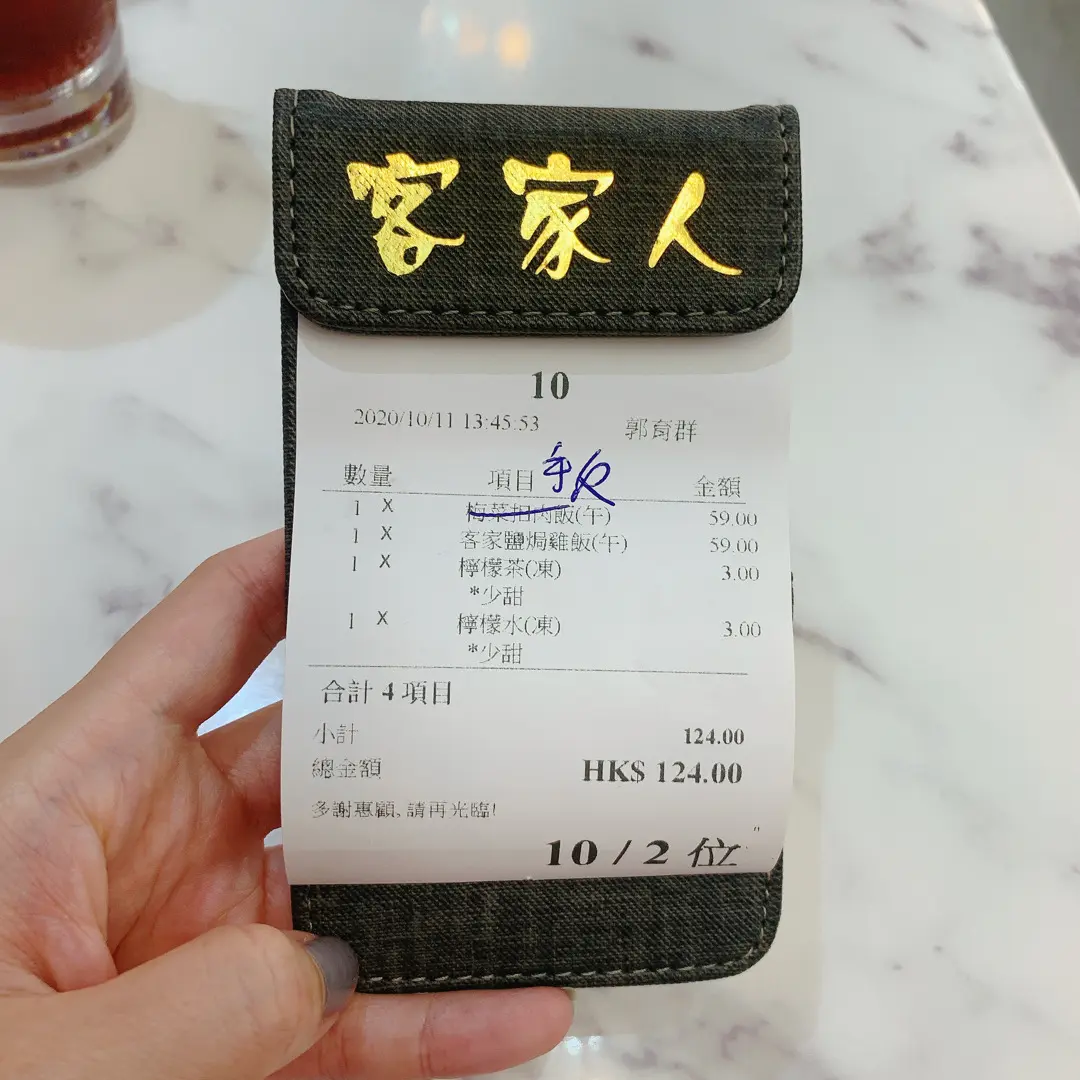 客家人
10
2020/10/11 13:45:53 郭育群
數量 項目 金額
1 X 梅菜扣肉飯(午) 59.00
1 X 客家鹽焗雞飯(午) 59.00
1 X 檸檬茶(凍) 3.00
*少甜
1 X 檸檬水(凍) 3.00
*少甜
合計 4 項目
小計 124.00
總金額 HK$ 124.00
多謝惠顧, 請再光臨!
10 / 2 位